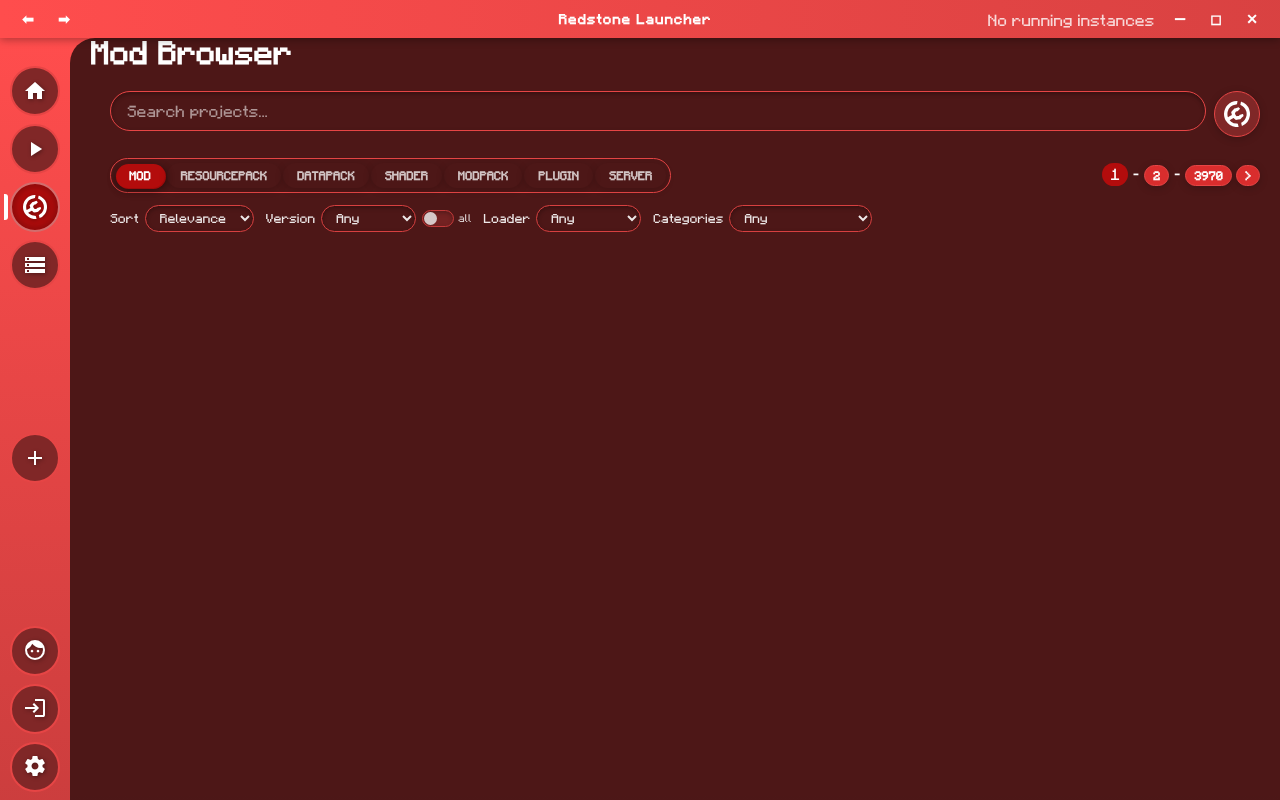 Redstone Launcher
No running instances
Mod Browser
Search projects...
MOD RESOURCEPACK DATAPACK SHADER MODPACK PLUGIN SERVER
1 - 2 - 3970
Sort Relevance Version Any all Loader Any Categories Any